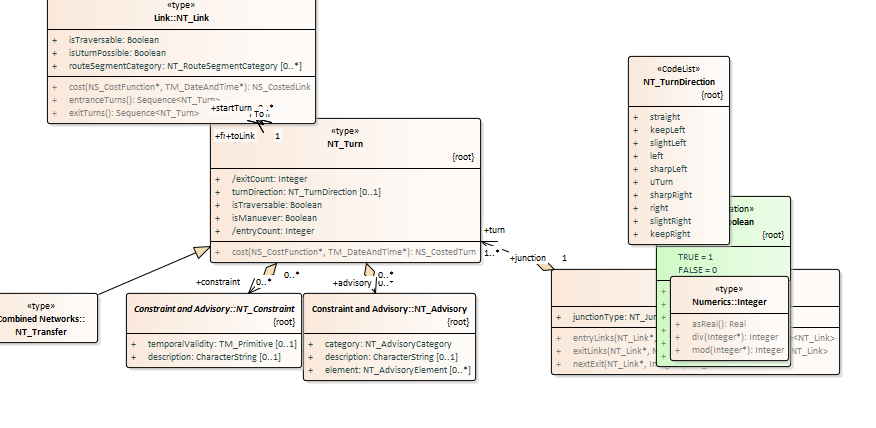 «type»
Link::NT_Link
+ isTraversable: Boolean
+ isUturnPossible: Boolean
+ routeSegmentCategory: NT_RouteSegmentCategory [0..*]
+ cost(NS_CostFunction*, TM_DateAndTime*): NS_CostedLink
+ entranceTurns(): Sequence<NT_Turn>
+ exitTurns(): Sequence<NT_Turn>
+startTurn
To
+toLink 1
«type»
NT_Turn
{root}
+ /exitCount: Integer
+ turnDirection: NT_TurnDirection [0..1]
+ isTraversable: Boolean
+ isManuever: Boolean
+ /entryCount: Integer
+ cost(NS_CostFunction*, TM_DateAndTime*): NS_CostedTurn
+turn
1..*
+junction 1
+constraint 0..* 0..*
+advisory 0..* 0..*
«type»
Combined Networks::
NT_Transfer
Constraint and Advisory::NT_Constraint
{root}
+ temporalValidity: TM_Primitive [0..1]
+ description: CharacterString [0..1]
Constraint and Advisory::NT_Advisory
{root}
+ category: NT_AdvisoryCategory
+ description: CharacterString [0..1]
+ element: NT_AdvisoryElement [0..*]
«CodeList»
NT_TurnDirection
{root}
+ straight
+ keepLeft
+ slightLeft
+ left
+ sharpLeft
+ uTurn
+ sharpRight
+ right
+ slightRight
+ keepRight
{root}
TRUE = 1
FALSE = 0
«type»
Numerics::Integer
+ asReal(): Real
+ div(Integer*): Integer
+ mod(Integer*): Integer
+ junctionType:
+ entryLinks(NT_Link*,
+ exitLinks(NT_Link*,
+ nextExit(NT_Link*,
<NT_Link>
NT_Link>